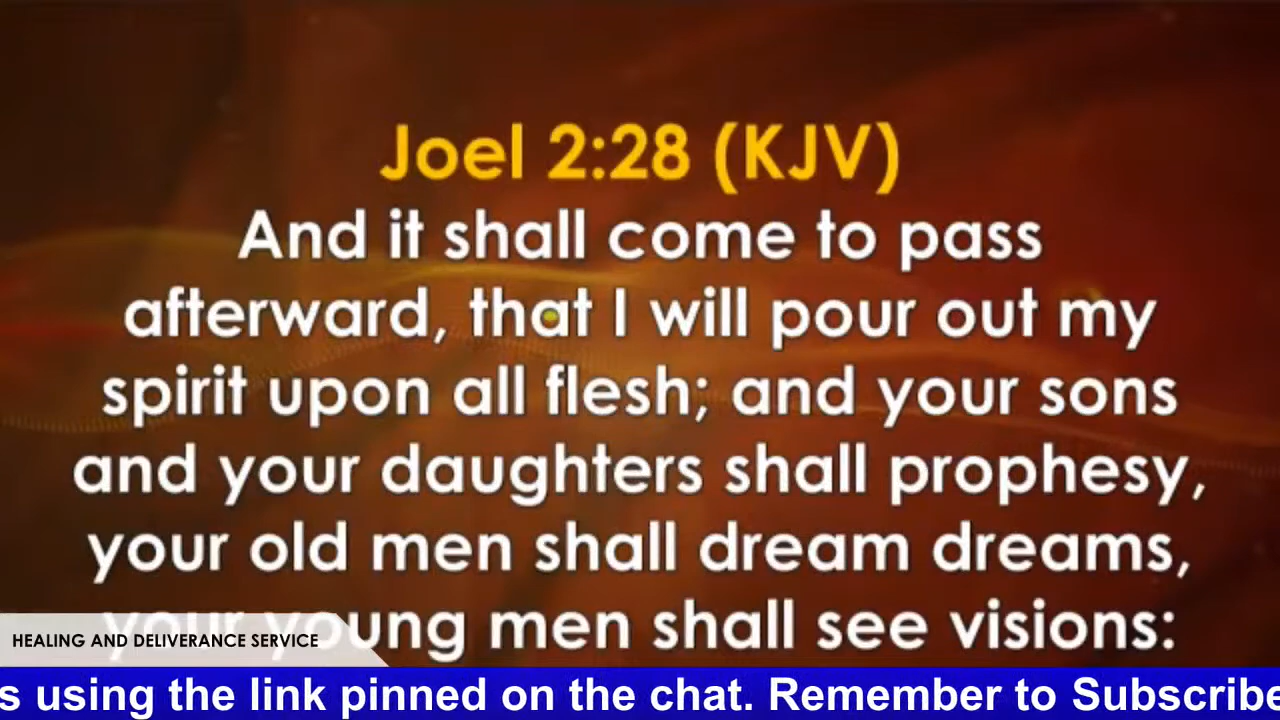 Joel 2:28 (KJV)
And it shall come to pass
afterward, that I will pour out my
spirit upon all flesh; and your sons
and your daughters shall prophesy,
your old men shall dream dreams,
your young men shall see visions:
HEALING AND DELIVERANCE SERVICE
s using the link pinned on the chat. Remember to Subscribe